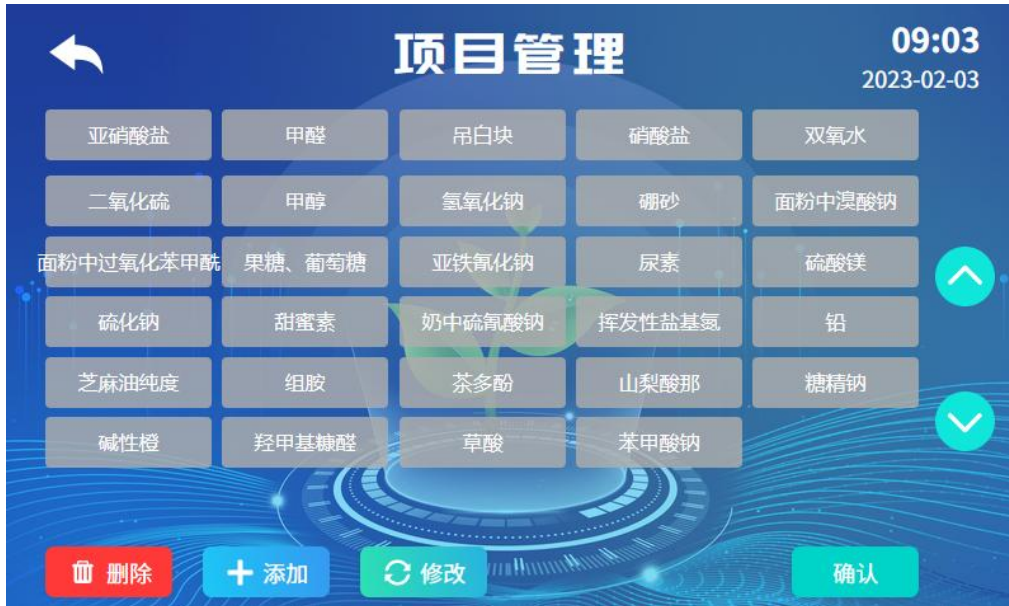 项目管理
09:03
2023-02-03
亚硝酸盐 甲醛 吊白块 硝酸盐 双氧水
二氧化硫 甲醇 氢氧化钠 硼砂 面粉中溴酸钠
面粉中过氧化苯甲酰 果糖、葡萄糖 亚铁氰化钠 尿素 硫酸镁
硫化钠 甜蜜素 奶中硫氰酸钠 挥发性盐基氮 铅
芝麻油纯度 组胺 茶多酚 山梨酸那 糖精钠
碱性橙 羟甲基糠醛 草酸 苯甲酸钠
删除 添加 修改 确认